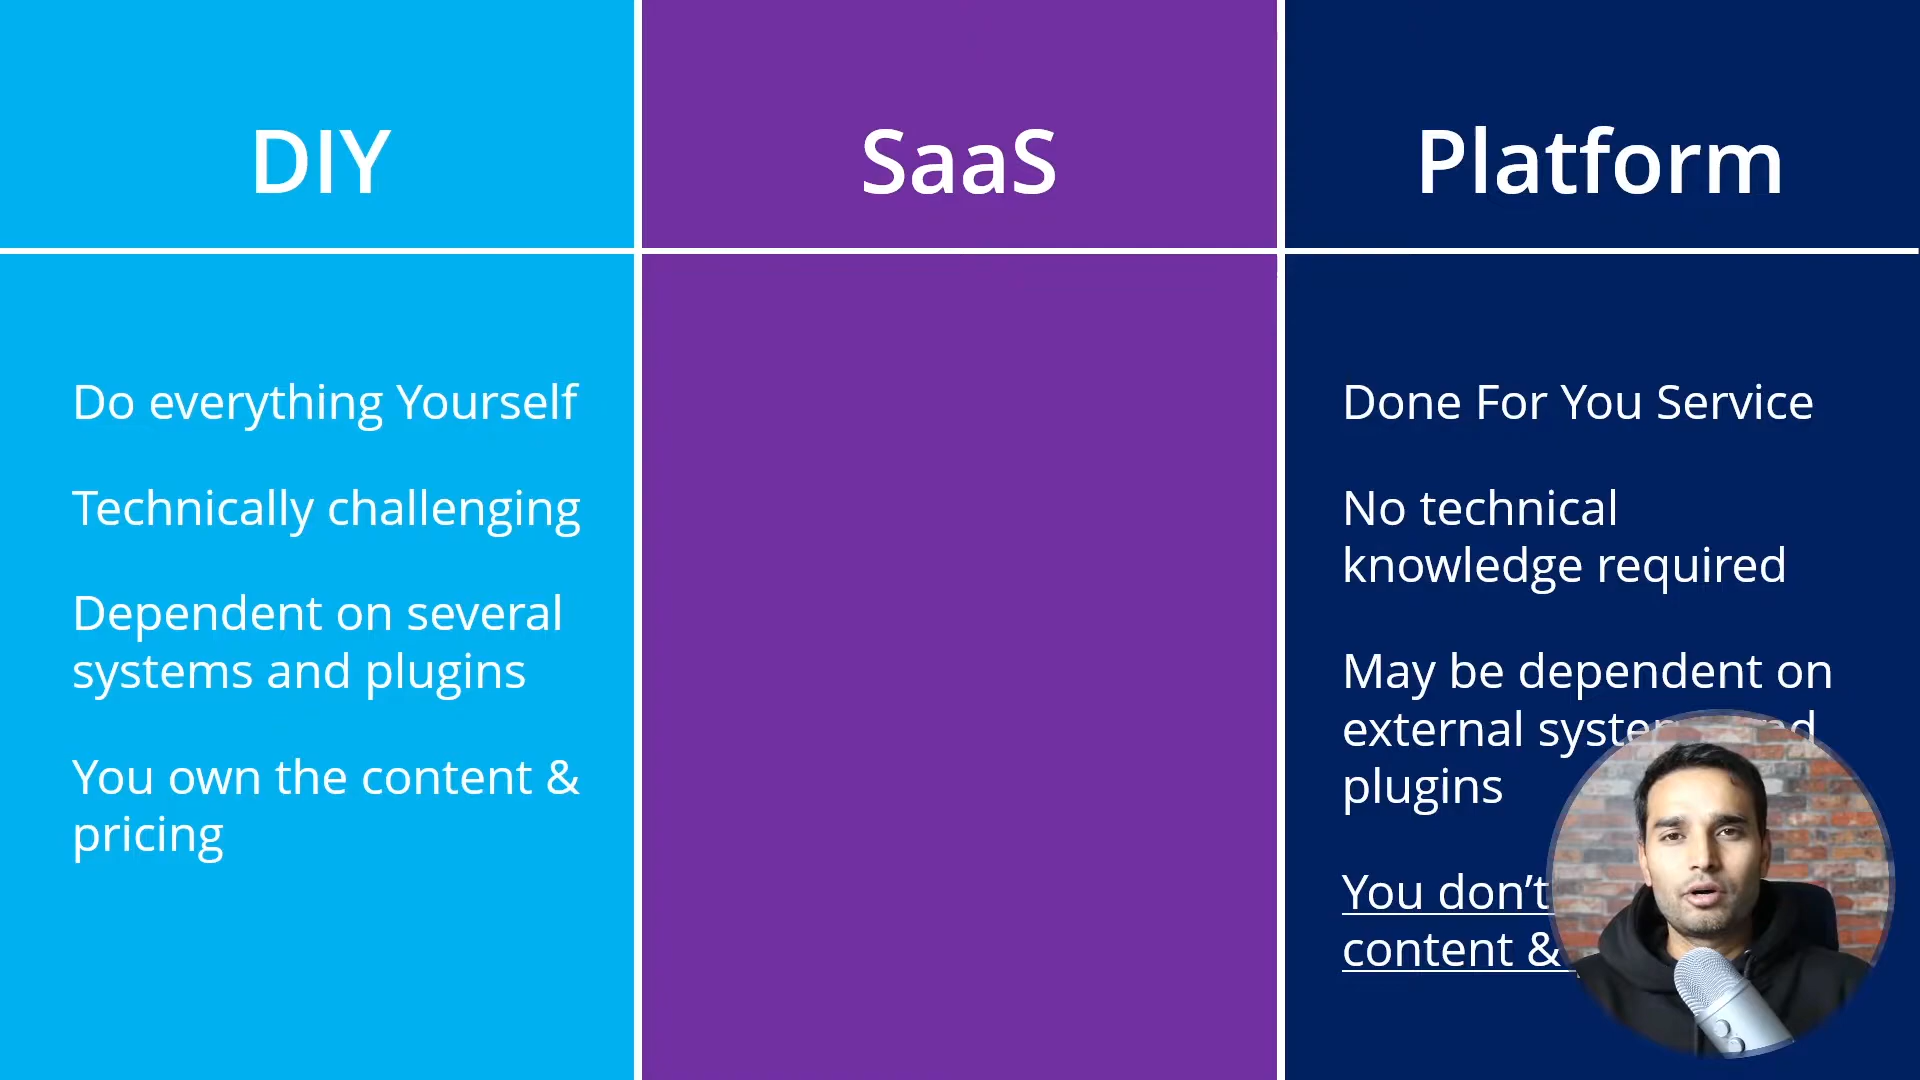 DIY
Do everything Yourself
Technically challenging
Dependent on several
systems and plugins
You own the content &
pricing
SaaS
Platform
Done For You Service
No technical
knowledge required
May be dependent on
external
plugins
You don’t
content &